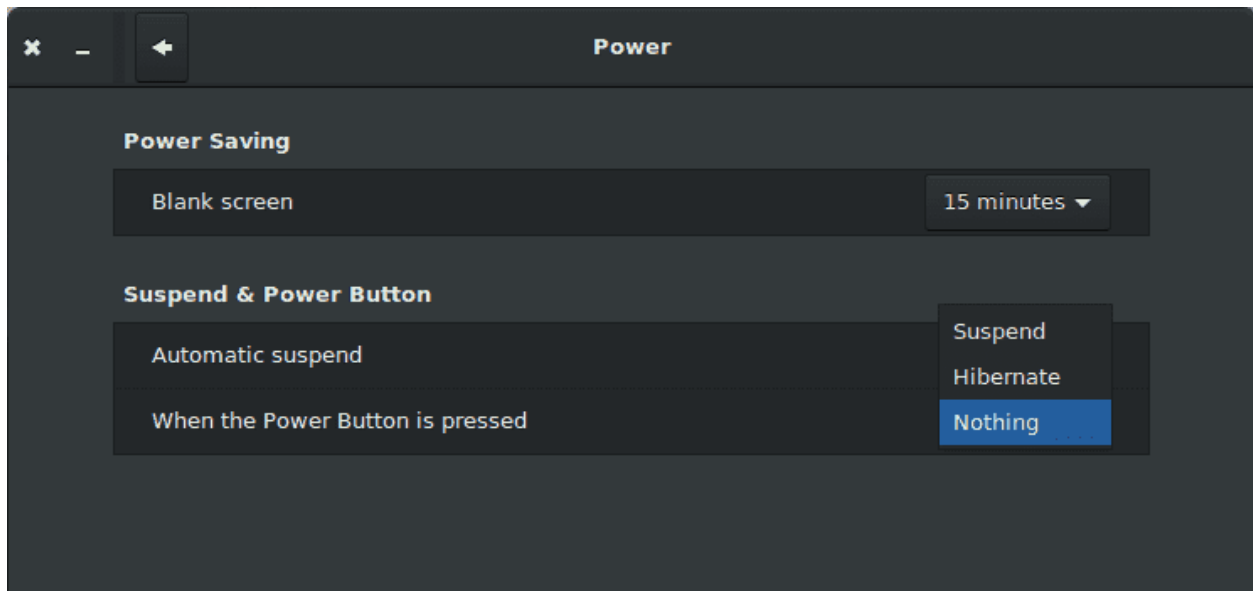 Power
Power Saving
Blank screen
15 minutes
Suspend & Power Button
Automatic suspend
When the Power Button is pressed
Suspend
Hibernate
Nothing